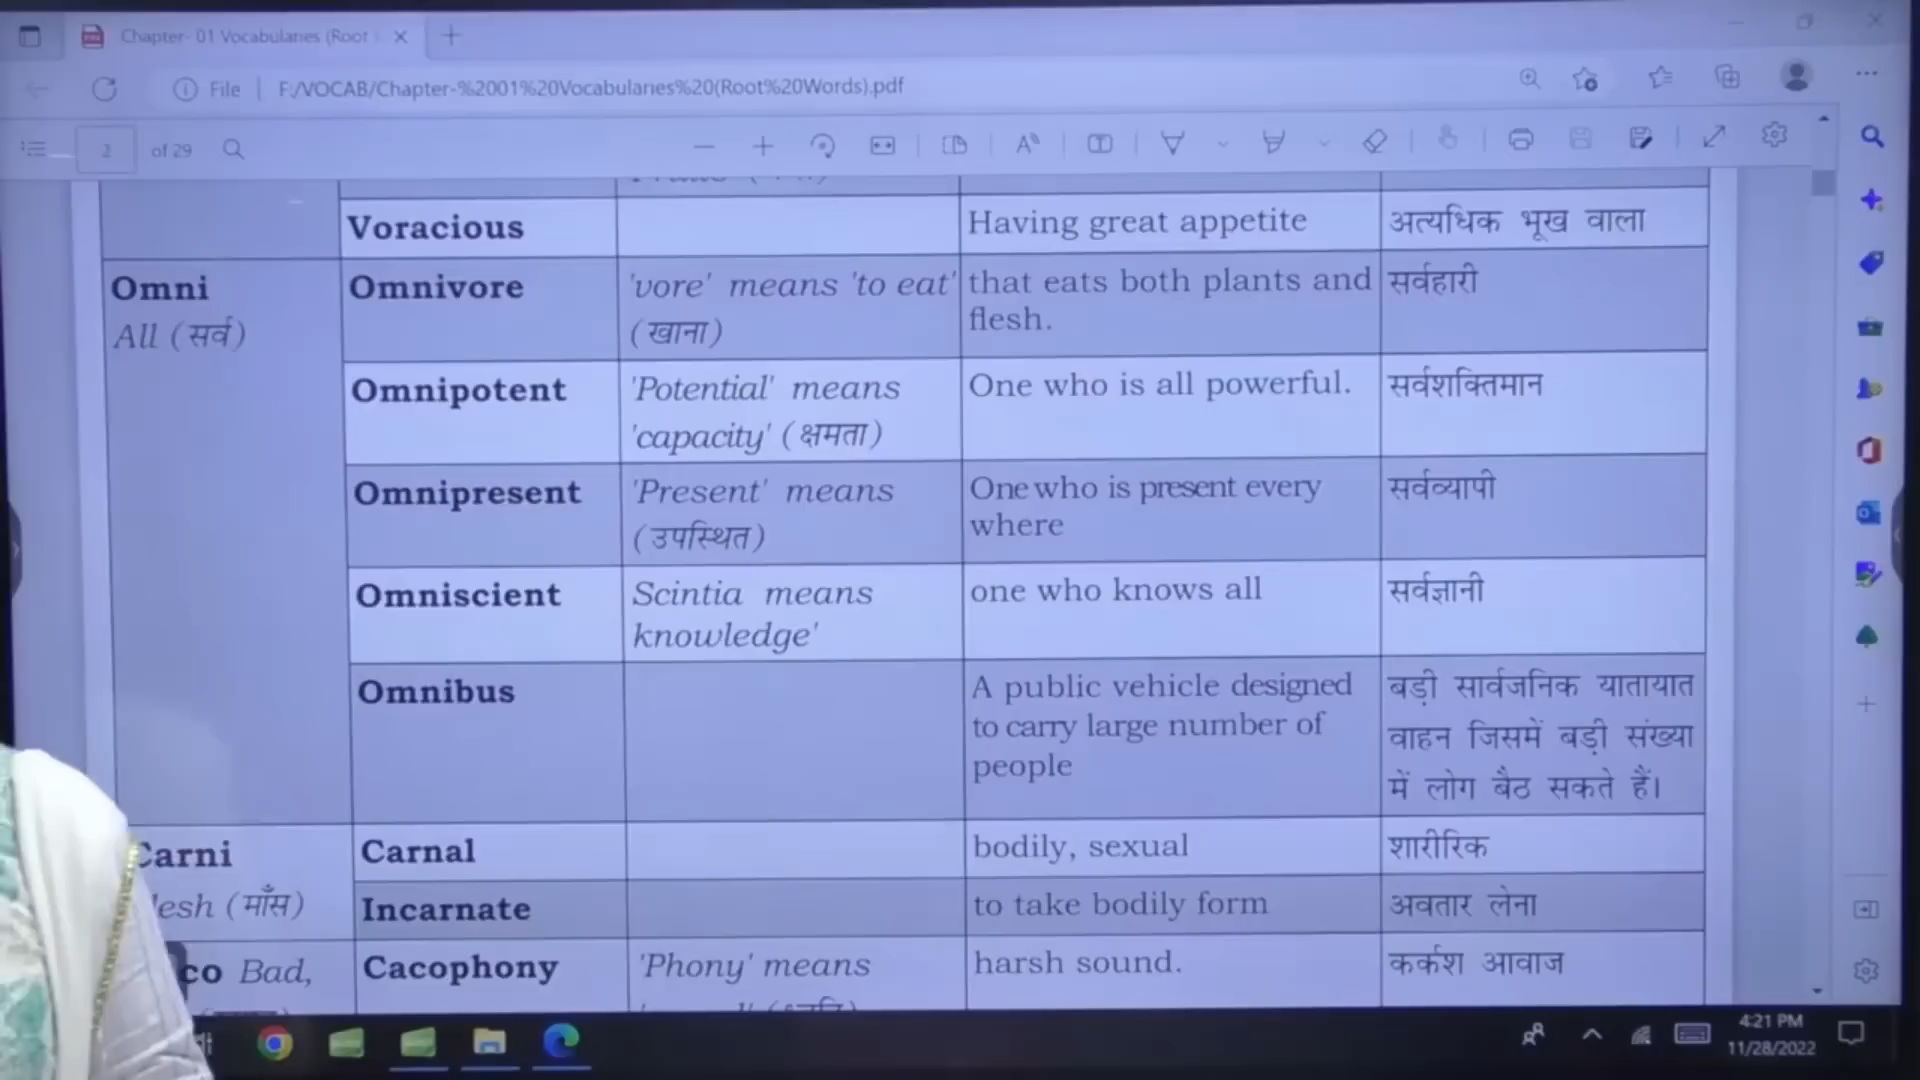 Chapter- 01 Vocabularies (Root
File F:/VOCAB/Chapter-%2001%20Vocabularies%20(Root%20Words).pdf
2 of 29
Voracious Having great appetite अत्यधिक भूख वाला
Omni Omnivore 'vore' means 'to eat' that eats both plants and सर्वहारी
All (सर्व) (खाना) flesh.
Omnipotent 'Potential' means One who is all powerful. सर्वशक्तिमान
'capacity' (क्षमता)
Omnipresent 'Present' means One who is present every सर्वव्यापी
(उपस्थित) where
Omniscient Scintia means one who knows all सर्वज्ञानी
knowledge'
Omnibus A public vehicle designed बड़ी सार्वजनिक यातायात
to carry large number of वाहन जिसमें बड़ी संख्या
people में लोग बैठ सकते हैं।
Carni Carnal bodily, sexual शारीरिक
lesh (माँस) Incarnate to take bodily form अवतार लेना
co Bad, Cacophony 'Phony' means harsh sound. कर्कश आवाज
4:21 PM
11/28/2022